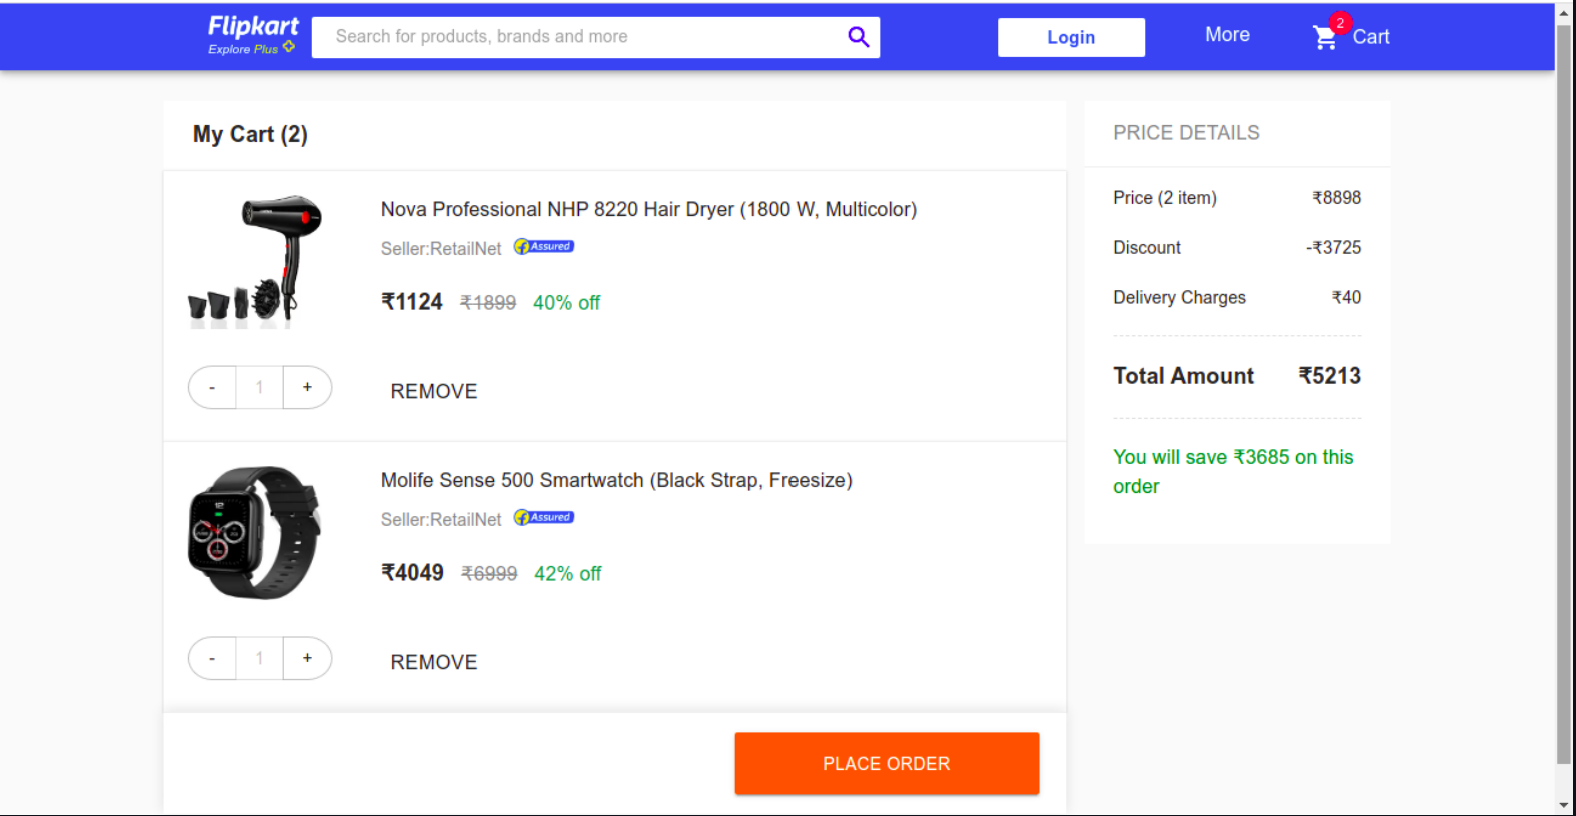 Flipkart
Explore Plus
Search for products, brands and more
Login
More
2
Cart
My Cart (2)
Nova Professional NHP 8220 Hair Dryer (1800 W, Multicolor)
Seller:RetailNet
f Assured
₹1124 ₹1899 40% off
- 1 +
REMOVE
Molife Sense 500 Smartwatch (Black Strap, Freesize)
Seller:RetailNet
f Assured
₹4049 ₹6999 42% off
- 1 +
REMOVE
PLACE ORDER
PRICE DETAILS
Price (2 item) ₹8898
Discount -₹3725
Delivery Charges ₹40
Total Amount ₹5213
You will save ₹3685 on this
order